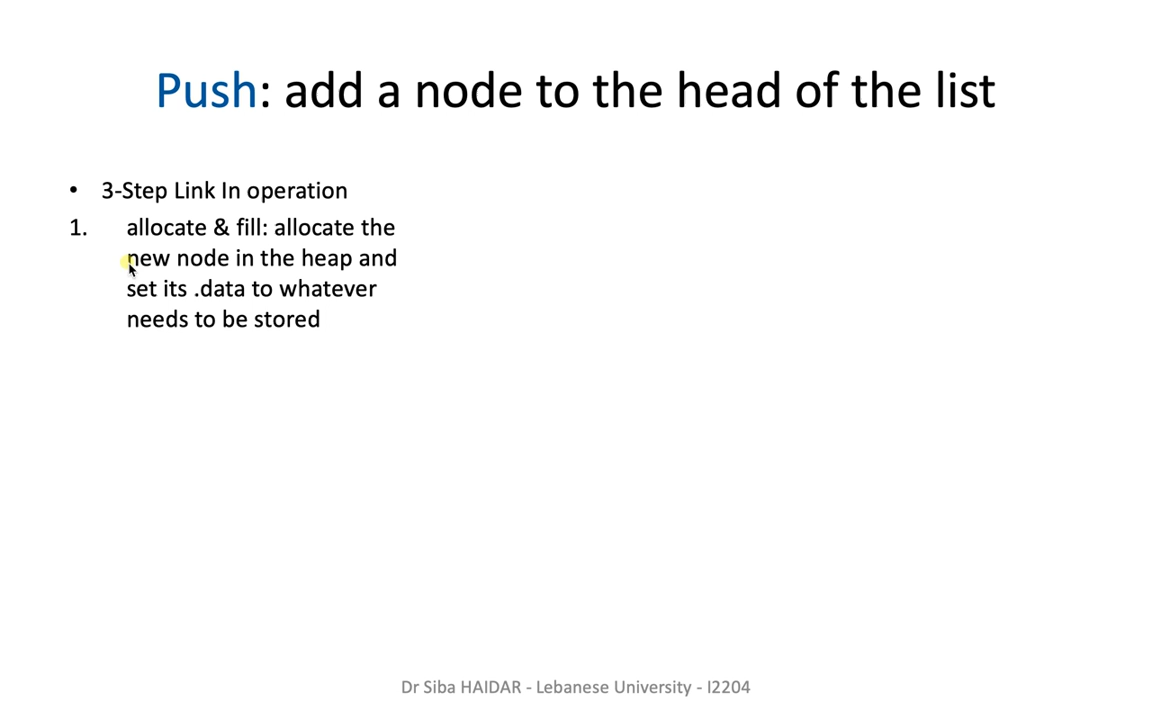 Push: add a node to the head of the list
• 3-Step Link In operation
1. allocate & fill: allocate the
new node in the heap and
set its .data to whatever
needs to be stored
Dr Siba HAIDAR - Lebanese University - I2204